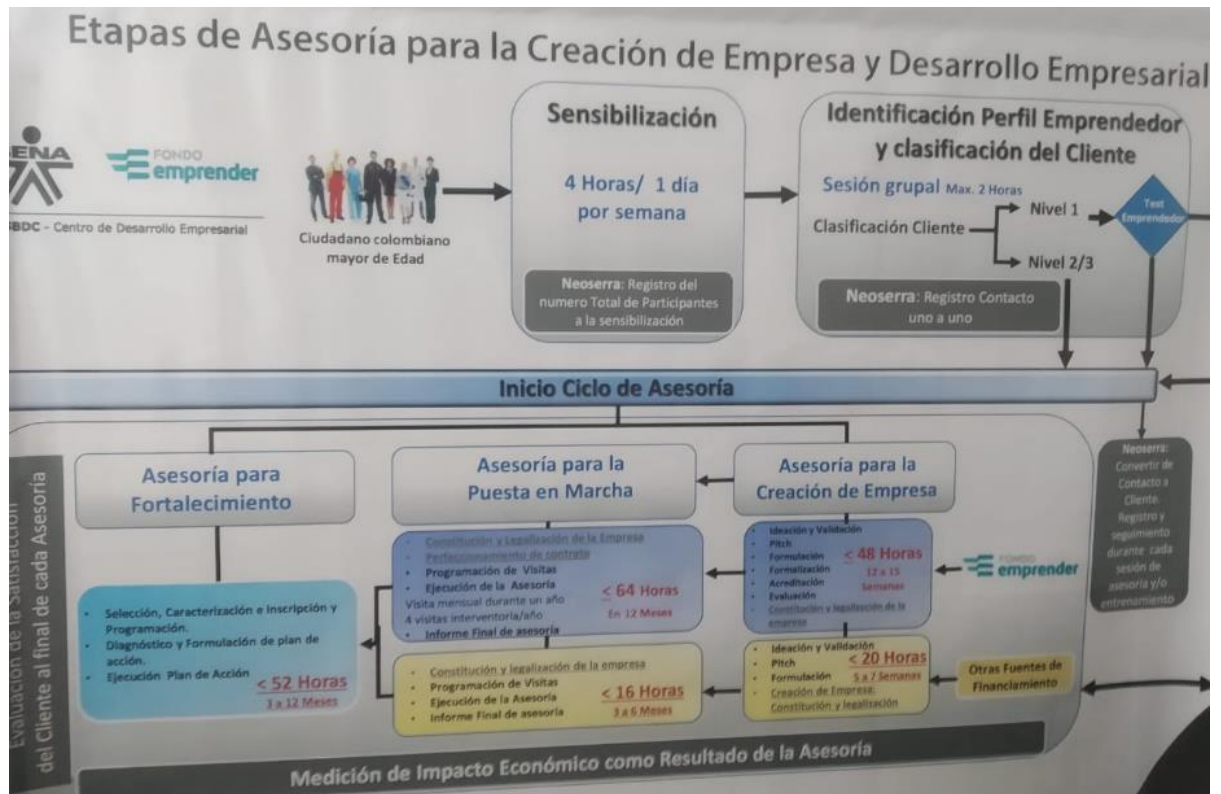 Etapas de Asesoría para la Creación de Empresa y Desarrollo Empresarial
ENA
FONDO
emprender
BDC - Centro de Desarrollo Empresarial
Ciudadano colombiano
mayor de Edad
Sensibilización
4 Horas/ 1 día
por semana
Neoserra: Registro del
numero Total de Participantes
a la sensibilización
Identificación Perfil Emprendedor
y clasificación del Cliente
Sesión grupal Max. 2 Horas
Clasificación Cliente
Nivel 1
Nivel 2/3
Test
Emprendedor
Neoserra: Registro Contacto
uno a uno
Inicio Ciclo de Asesoría
Evaluación de la Satisfacción
del Cliente al final de cada Asesoría
Asesoría para
Fortalecimiento
• Selección, Caracterización e Inscripción y
Programación.
• Diagnóstico y Formulación de plan de
acción.
• Ejecución Plan de Acción
< 52 Horas
3 a 12 Meses
Asesoría para la
Puesta en Marcha
• Constitución y Legalización de la Empresa
• Perfeccionamiento de contrato
• Programación de Visitas
• Ejecución de la Asesoría
Visita mensual durante un año
4 visitas interventoria/año
• Informe Final de asesoría
< 64 Horas
En 12 Meses
• Constitución y legalización de la empresa
• Programación de Visitas
• Ejecución de la Asesoría
• Informe Final de asesoría
< 16 Horas
3 a 6 Meses
Asesoría para la
Creación de Empresa
• Ideación y Validación
• Pitch
• Formulación
• Formalización
• Acreditación
• Evaluación
• Constitución y legalización de la
empresa
< 48 Horas
12 a 15
Semanas
FONDO
emprender
• Ideación y Validación
• Pitch
• Formulación
• Creación de Empresa:
Constitución y legalización
< 20 Horas
5 a 7 Semanas
Otras Fuentes de
Financiamiento
Neoserra:
Convertir de
Contacto a
Cliente.
Registro y
seguimiento
durante cada
sesión de
asesoría y/o
entrenamiento
Medición de Impacto Económico como Resultado de la Asesoría